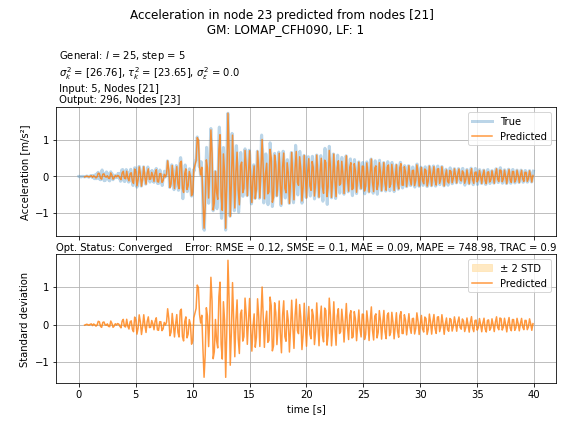 Acceleration in node 23 predicted from nodes [21]
GM: LOMAP_CFH090, LF: 1
General: l = 25, step = 5
σ²ₖ = [26.76], τ²ₖ = [23.65], σ²ε = 0.0
Input: 5, Nodes [21]
Output: 296, Nodes [23]
Acceleration [m/s²]
1
0
−1
True
Predicted
Opt. Status: Converged Error: RMSE = 0.12, SMSE = 0.1, MAE = 0.09, MAPE = 748.98, TRAC = 0.9
Standard deviation
1
0
−1
± 2 STD
Predicted
0 5 10 15 20 25 30 35 40
time [s]